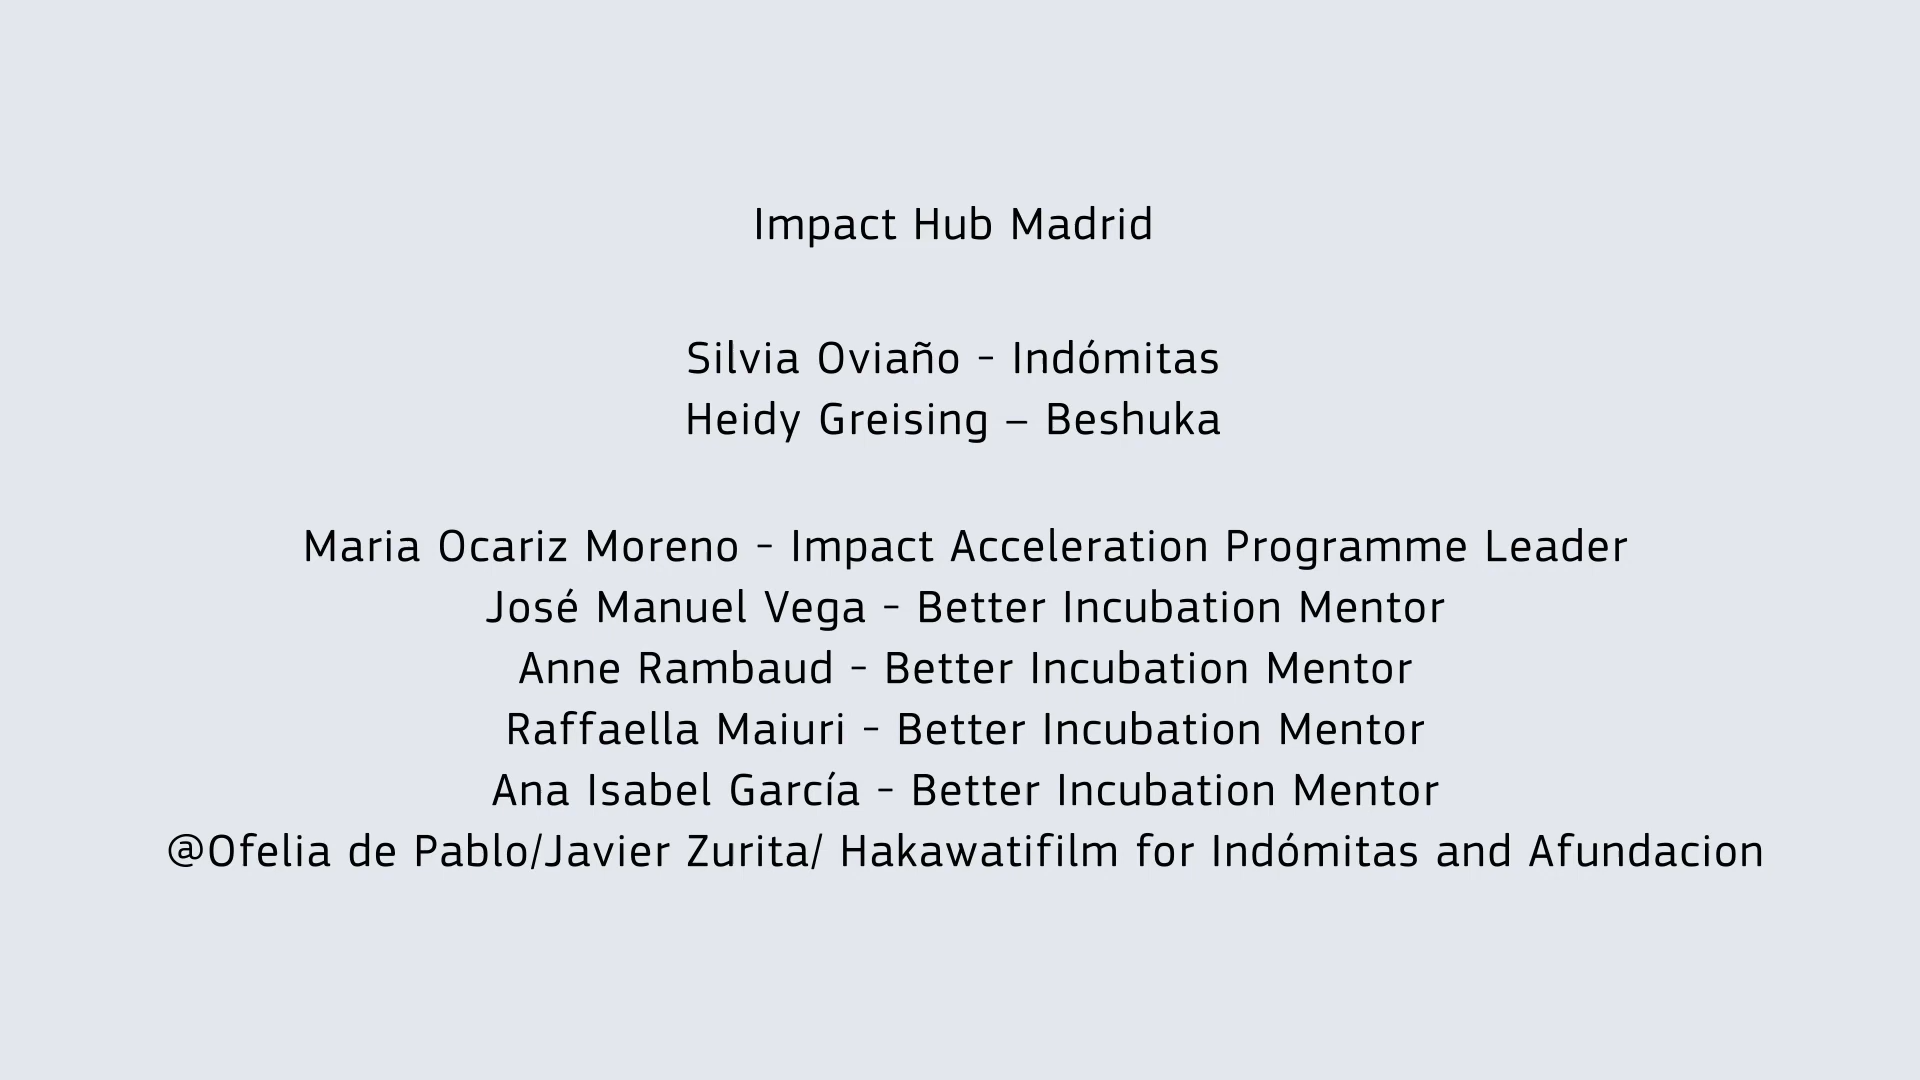 Impact Hub Madrid
Silvia Oviaño - Indómitas
Heidy Greising – Beshuka
Maria Ocariz Moreno - Impact Acceleration Programme Leader
José Manuel Vega - Better Incubation Mentor
Anne Rambaud - Better Incubation Mentor
Raffaella Maiuri - Better Incubation Mentor
Ana Isabel García - Better Incubation Mentor
@Ofelia de Pablo/Javier Zurita/ Hakawatifilm for Indómitas and Afundacion